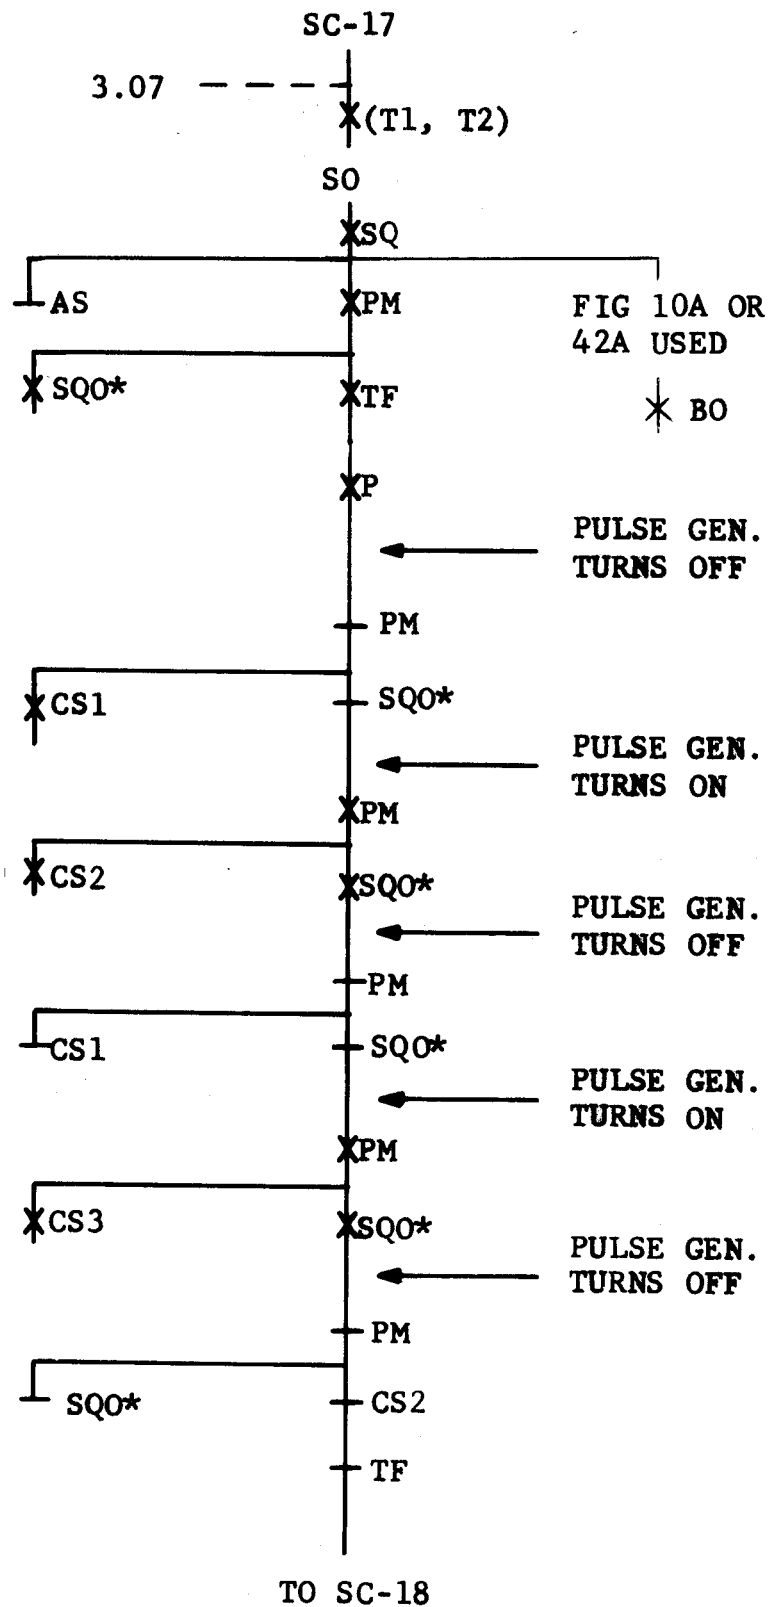 SC-17
3.07
(T1, T2)
SO
SQ
AS
PM
FIG 10A OR
42A USED
SQO*
TF
BO
P
PULSE GEN.
TURNS OFF
PM
CS1
SQO*
PULSE GEN.
TURNS ON
PM
CS2
SQO*
PULSE GEN.
TURNS OFF
PM
CS1
SQO*
PULSE GEN.
TURNS ON
PM
CS3
SQO*
PULSE GEN.
TURNS OFF
PM
SQO*
CS2
TF
TO SC-18